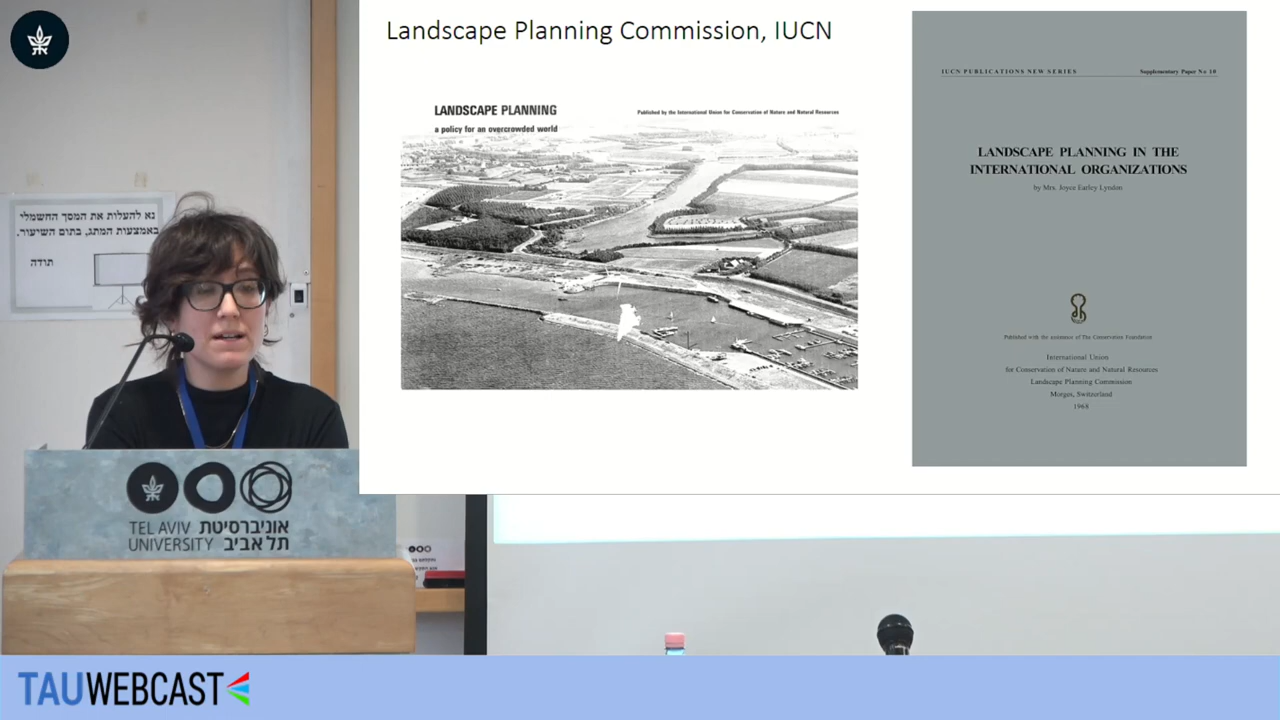 Landscape Planning Commission, IUCN
LANDSCAPE PLANNING
a policy for an overcrowded world
Published by the International Union for Conservation of Nature and Natural Resources
IUCN PUBLICATIONS NEW SERIES
Supplementary Paper No 10
LANDSCAPE PLANNING IN THE
INTERNATIONAL ORGANIZATIONS
by Mrs. Joyce Earley Lyndon
Published with the assistance of The Conservation Foundation
International Union
for Conservation of Nature and Natural Resources
Landscape Planning Commission
Morges, Switzerland
1968
נא להעלות את המסך החשמלי
באמצעות המתג, בתום השיעור.
תודה
TEL AVIV אוניברסיטת
UNIVERSITY תל אביב
TAUWEBCAST